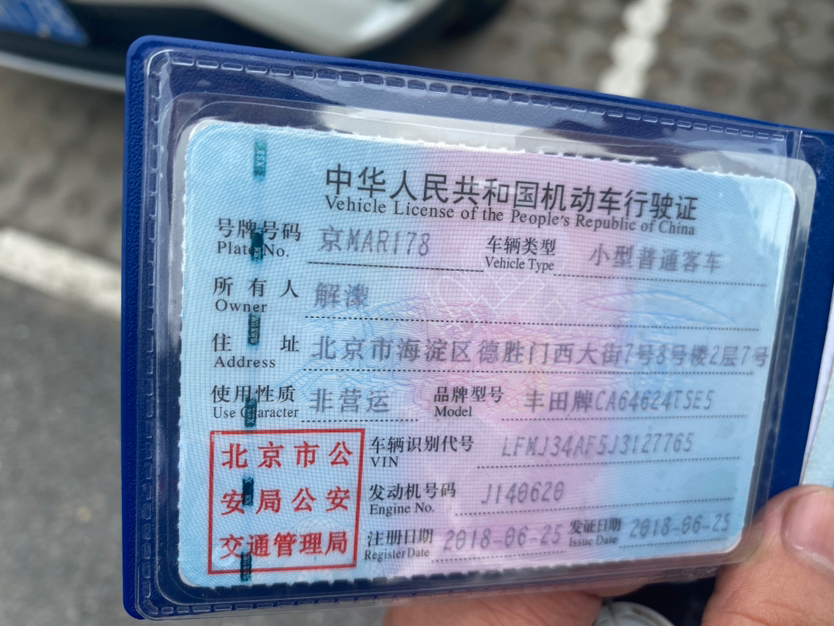 中华人民共和国机动车行驶证
Vehicle License of the People's Republic of China
号牌号码 京MAR178 车辆类型 小型普通客车
Plate No. Vehicle Type
所有人 解濛
Owner
住址 北京市海淀区德胜门西大街7号8号楼2层7号
Address
使用性质 非营运 品牌型号 丰田牌CA64624TSE5
Use Character Model
北京市公 车辆识别代号 LFMJ34AF5J3127765
VIN
安局公安 发动机号码 J140620
Engine No.
交通管理局 注册日期 2018-06-25 发证日期 2018-06-25
Register Date Issue Date